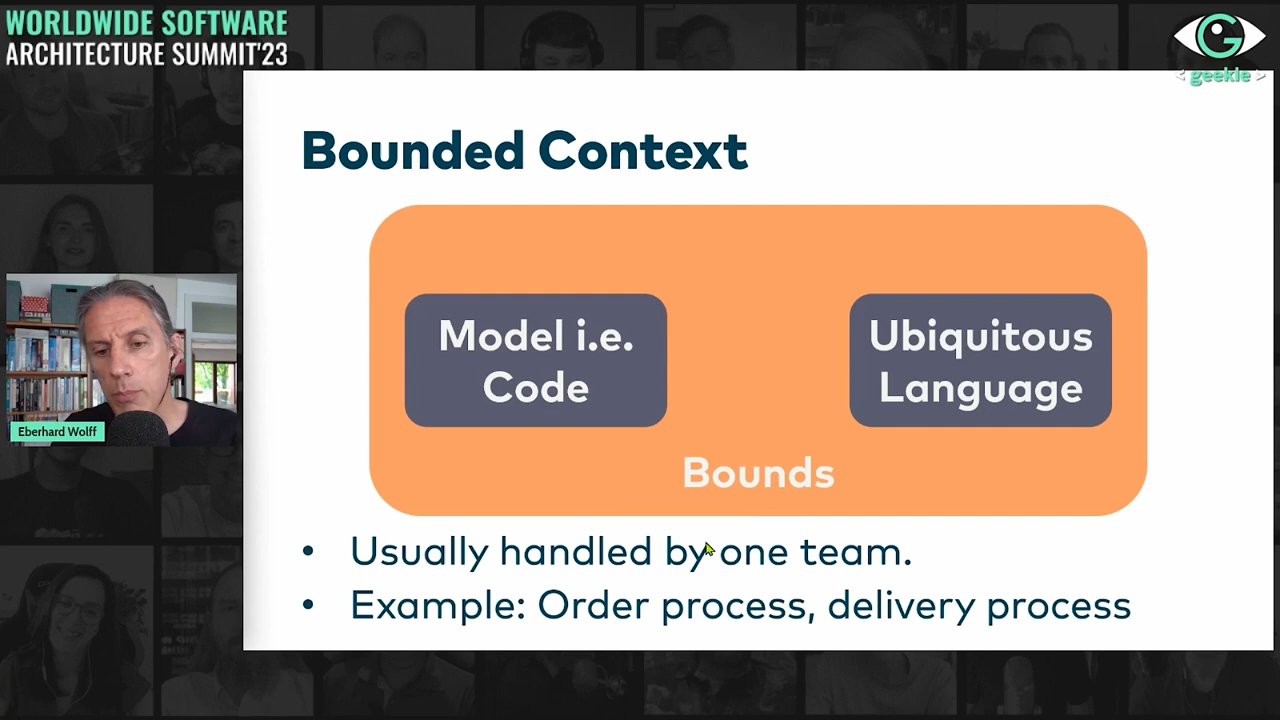 WORLDWIDE SOFTWARE
ARCHITECTURE SUMMIT'23
< geekle >
Bounded Context
Model i.e.
Code
Ubiquitous
Language
Bounds
• Usually handled by one team.
• Example: Order process, delivery process
Eberhard Wolff